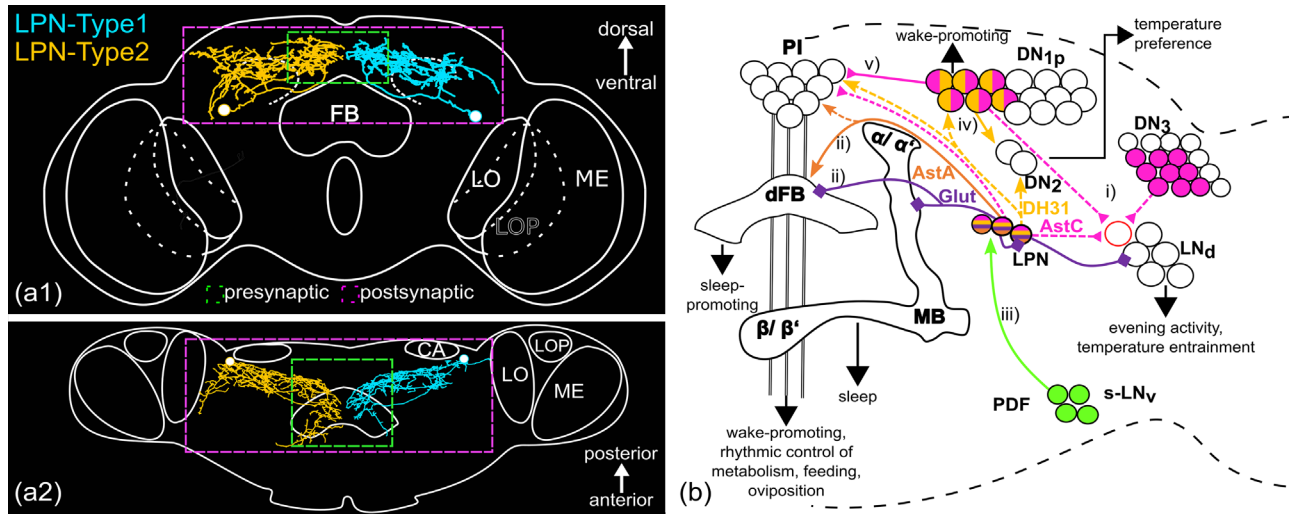 LPN-Type1
LPN-Type2
dorsal
ventral
FB
LO
ME
LOP
(a1)
presynaptic
postsynaptic
CA
LOP
LO
ME
posterior
anterior
(a2)
PI
wake-promoting
DN1p
temperature
preference
v)
iv)
DN3
α/ α‘
ii)
ii)
DN2
i)
AstA
dFB
Glut
DH31
AstC
LPN
LNd
sleep-
promoting
β/ β‘
MB
iii)
evening activity,
temperature entrainment
sleep
PDF
s-LNv
wake-promoting,
rhythmic control of
metabolism, feeding,
oviposition
(b)